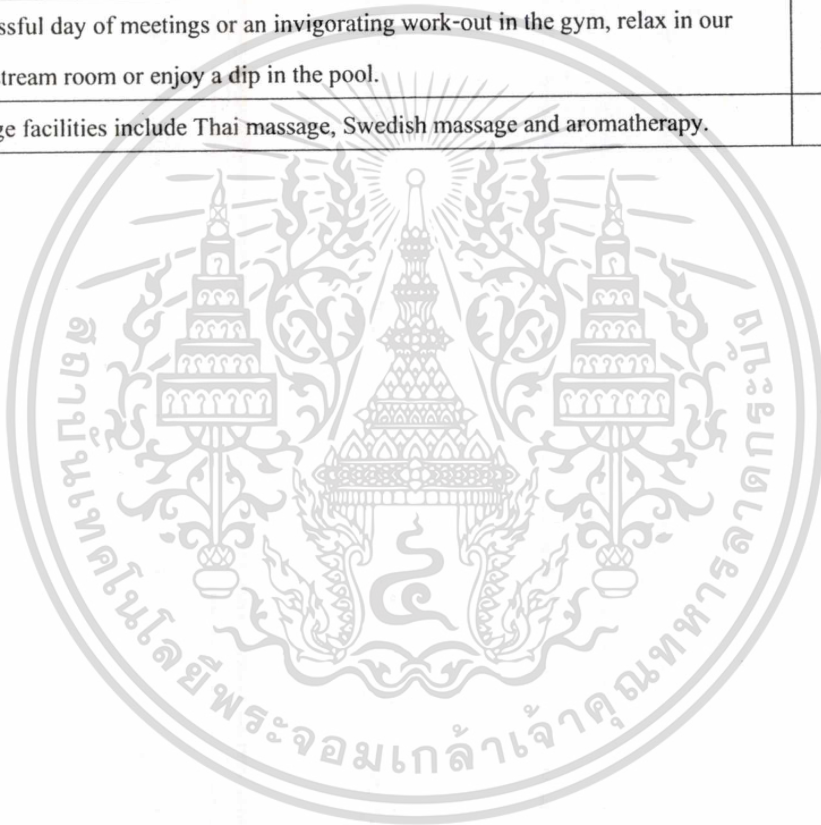 ssful day of meetings or an invigorating work-out in the gym, relax in our
tream room or enjoy a dip in the pool.
ge facilities include Thai massage, Swedish massage and aromatherapy.
สถาบันเทคโนโลยีพระจอมเกล้าเจ้าคุณทหารลาดกระบัง
๔